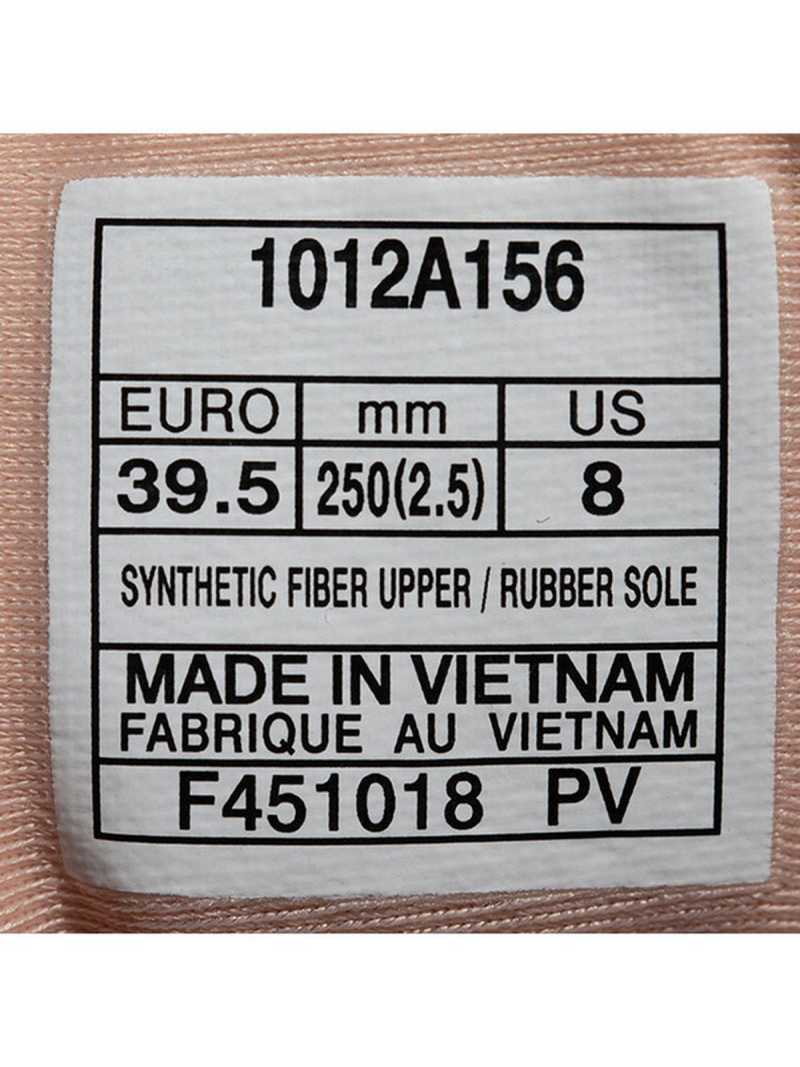 1012A156
EURO mm US
39.5 250(2.5) 8
SYNTHETIC FIBER UPPER / RUBBER SOLE
MADE IN VIETNAM
FABRIQUE AU VIETNAM
F451018 PV